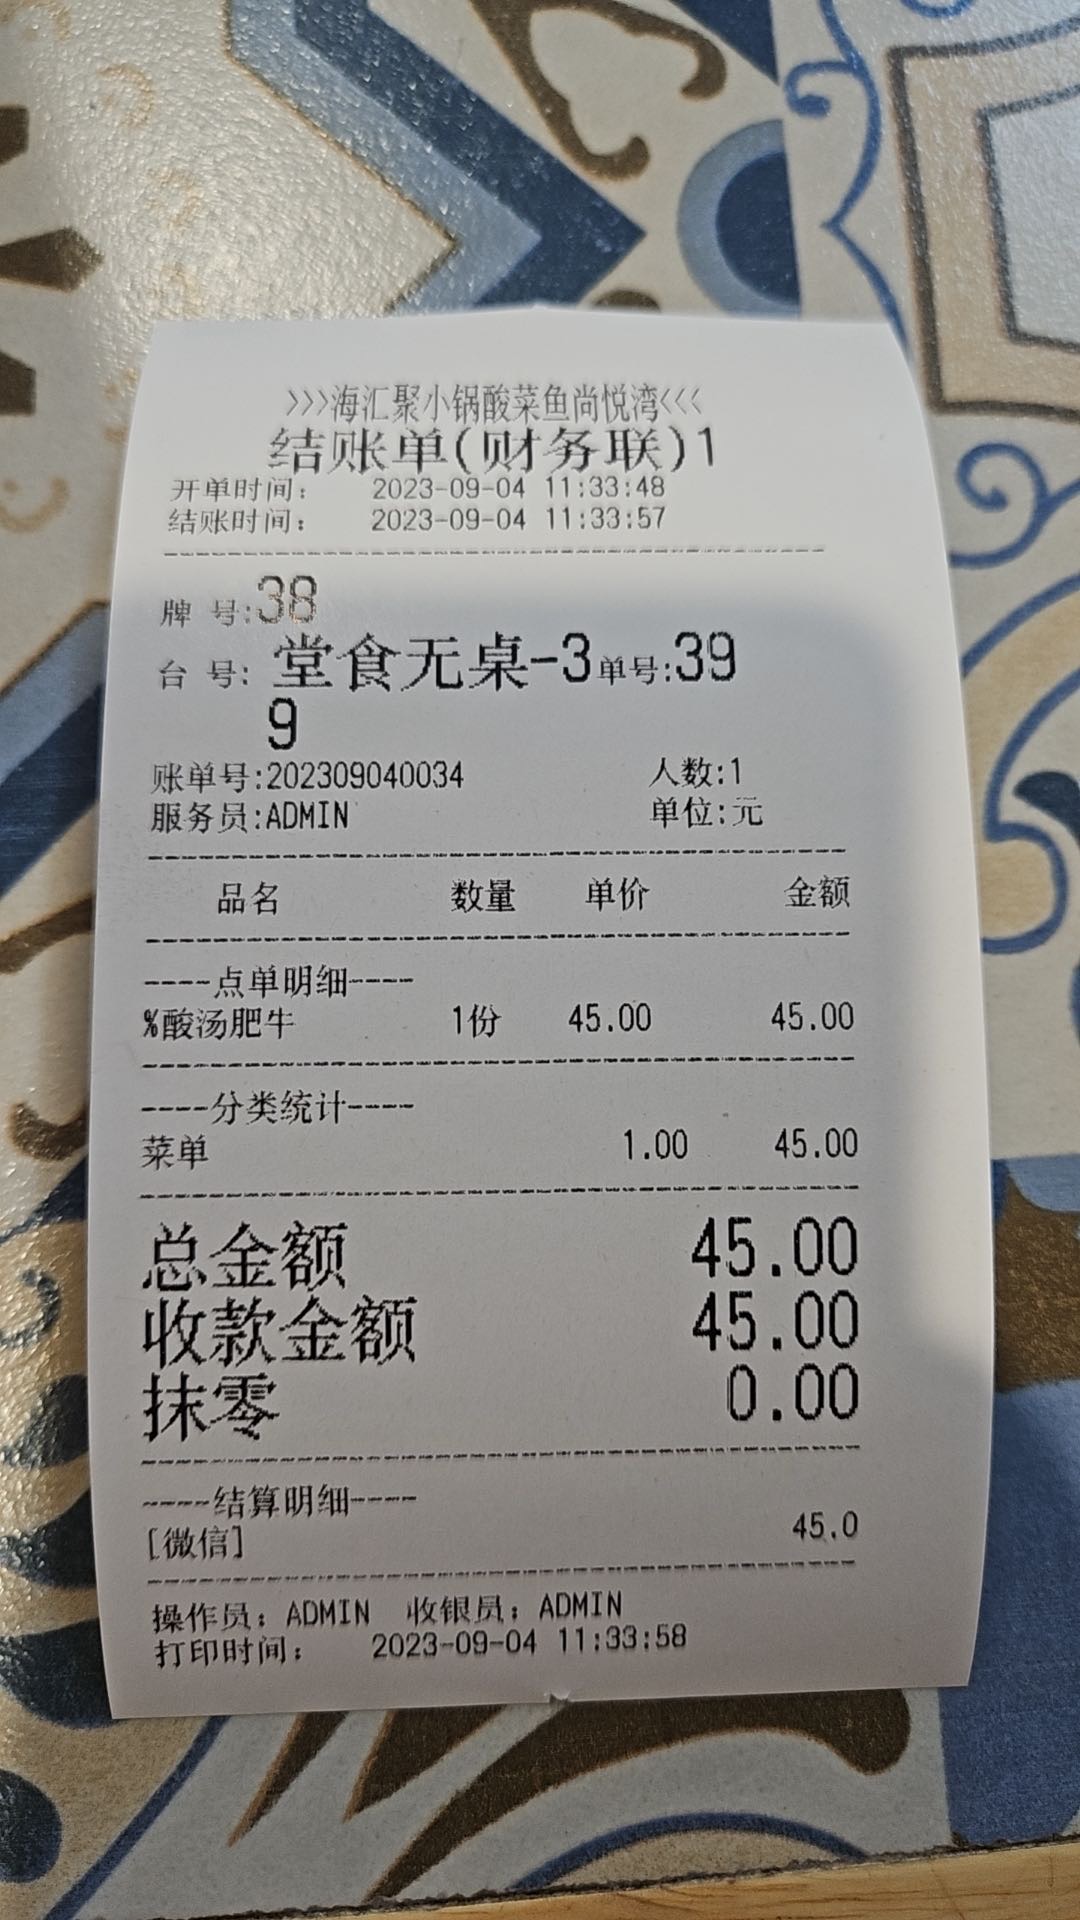 >>>海汇聚小锅酸菜鱼尚悦湾<<<
结账单(财务联)1
开单时间: 2023-09-04 11:33:48
结账时间: 2023-09-04 11:33:57
牌 号:38
台 号: 堂食无桌-3单号:39
9
账单号:202309040034 人数:1
服务员:ADMIN 单位:元
品名 数量 单价 金额
----点单明细----
%酸汤肥牛 1份 45.00 45.00
----分类统计----
菜单 1.00 45.00
总金额 45.00
收款金额 45.00
抹零 0.00
----结算明细----
[微信] 45.0
操作员: ADMIN 收银员: ADMIN
打印时间: 2023-09-04 11:33:58